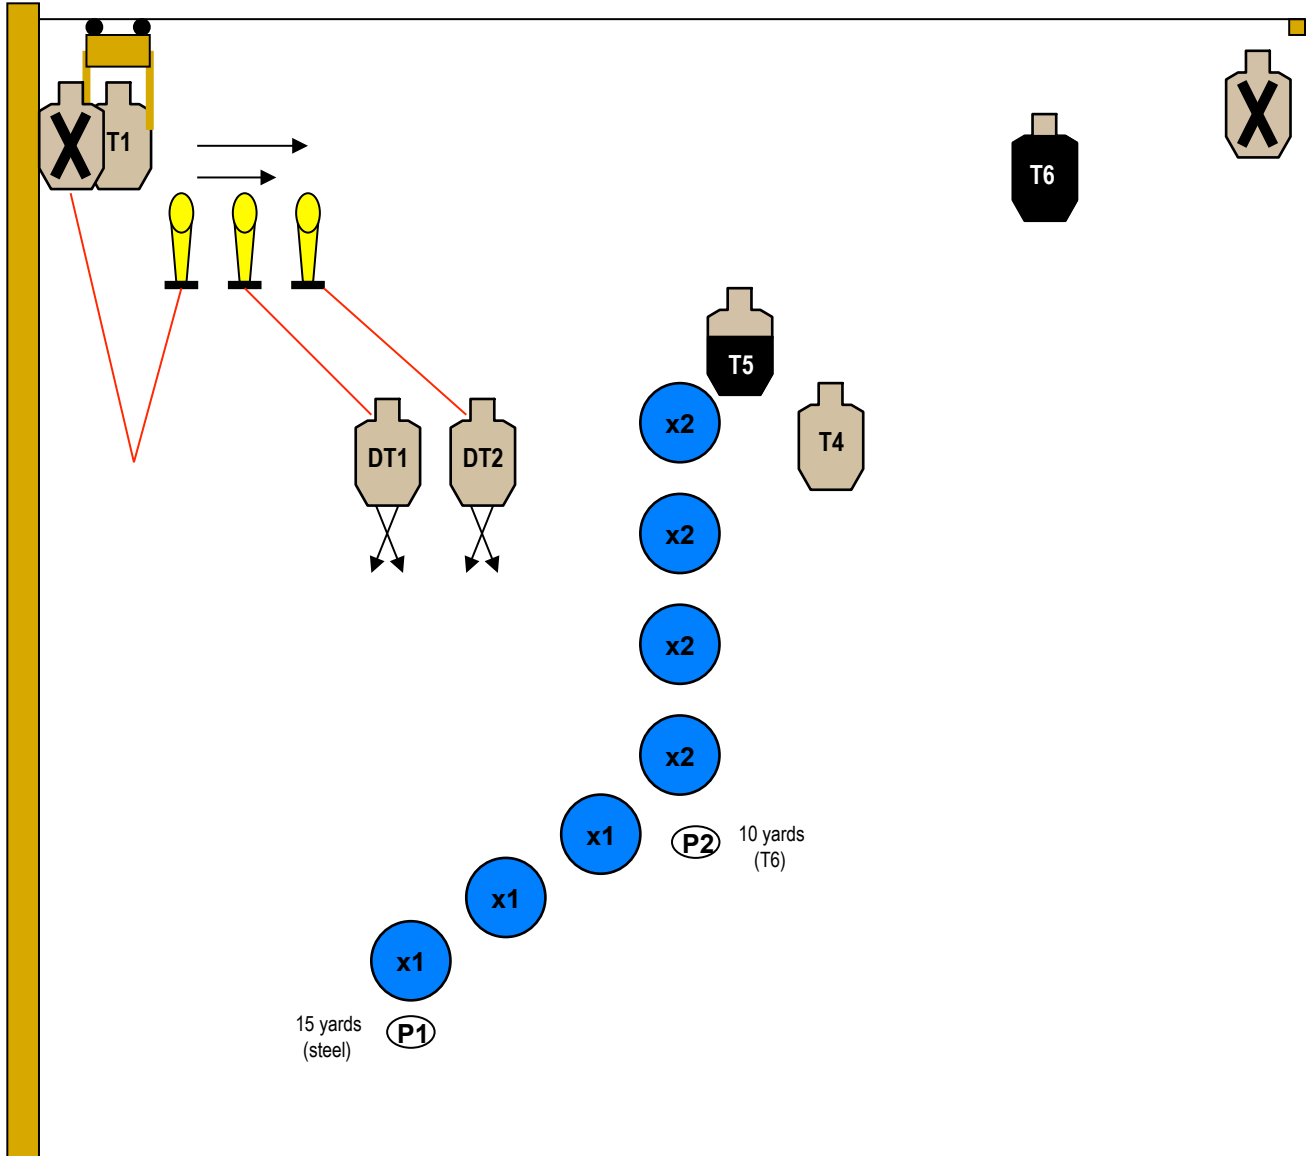 T1
T6
T5
x2
T4
DT1
DT2
x2
x2
x2
x1
P2
10 yards
(T6)
x1
x1
15 yards
(steel)
P1